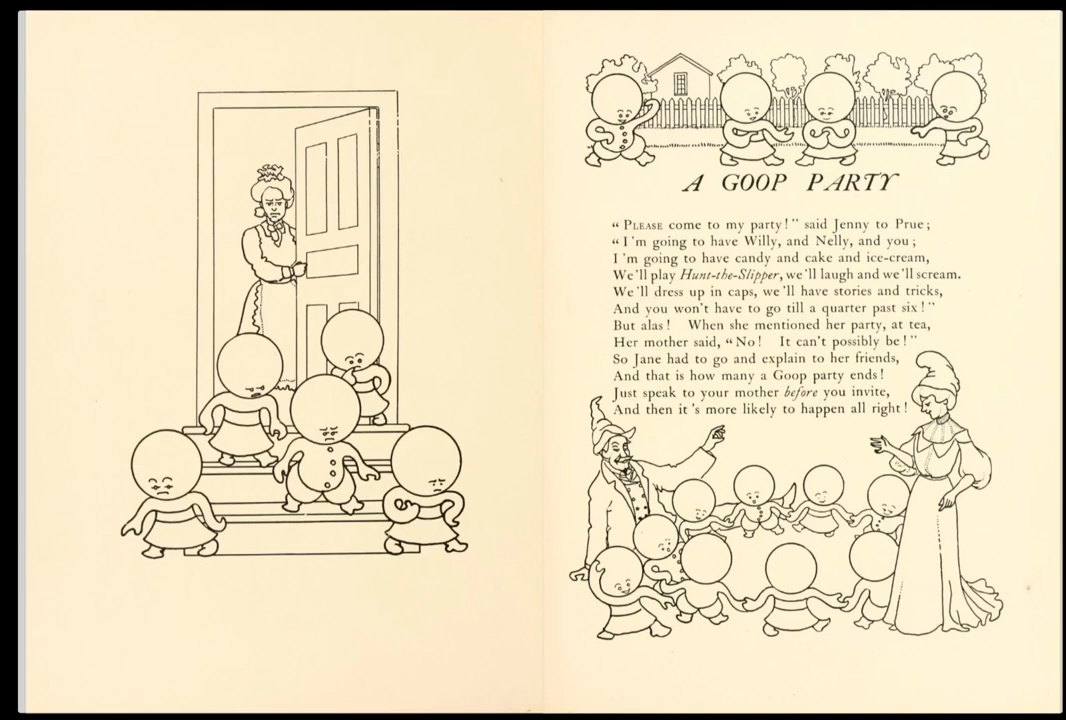 A GOOP PARTY
“ PLEASE come to my party! ” said Jenny to Prue;
“ I 'm going to have Willy, and Nelly, and you;
I 'm going to have candy and cake and ice-cream,
We 'll play Hunt-the-Slipper, we 'll laugh and we 'll scream.
We 'll dress up in caps, we 'll have stories and tricks,
And you won't have to go till a quarter past six! ”
But alas! When she mentioned her party, at tea,
Her mother said, “ No! It can't possibly be! ”
So Jane had to go and explain to her friends,
And that is how many a Goop party ends!
Just speak to your mother before you invite,
And then it 's more likely to happen all right!